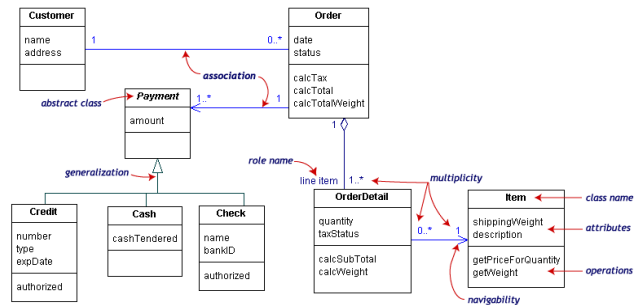 Customer
name
address
1
0..*
association
Order
date
status
calcTax
calcTotal
calcTotalWeight
abstract class
Payment
amount
1..*
1
1
generalization
role name
line item
1..*
multiplicity
Credit
number
type
expDate
authorized
Cash
cashTendered
Check
name
bankID
authorized
OrderDetail
quantity
taxStatus
calcSubTotal
calcWeight
0..*
1
navigability
Item
shippingWeight
description
getPriceForQuantity
getWeight
class name
attributes
operations